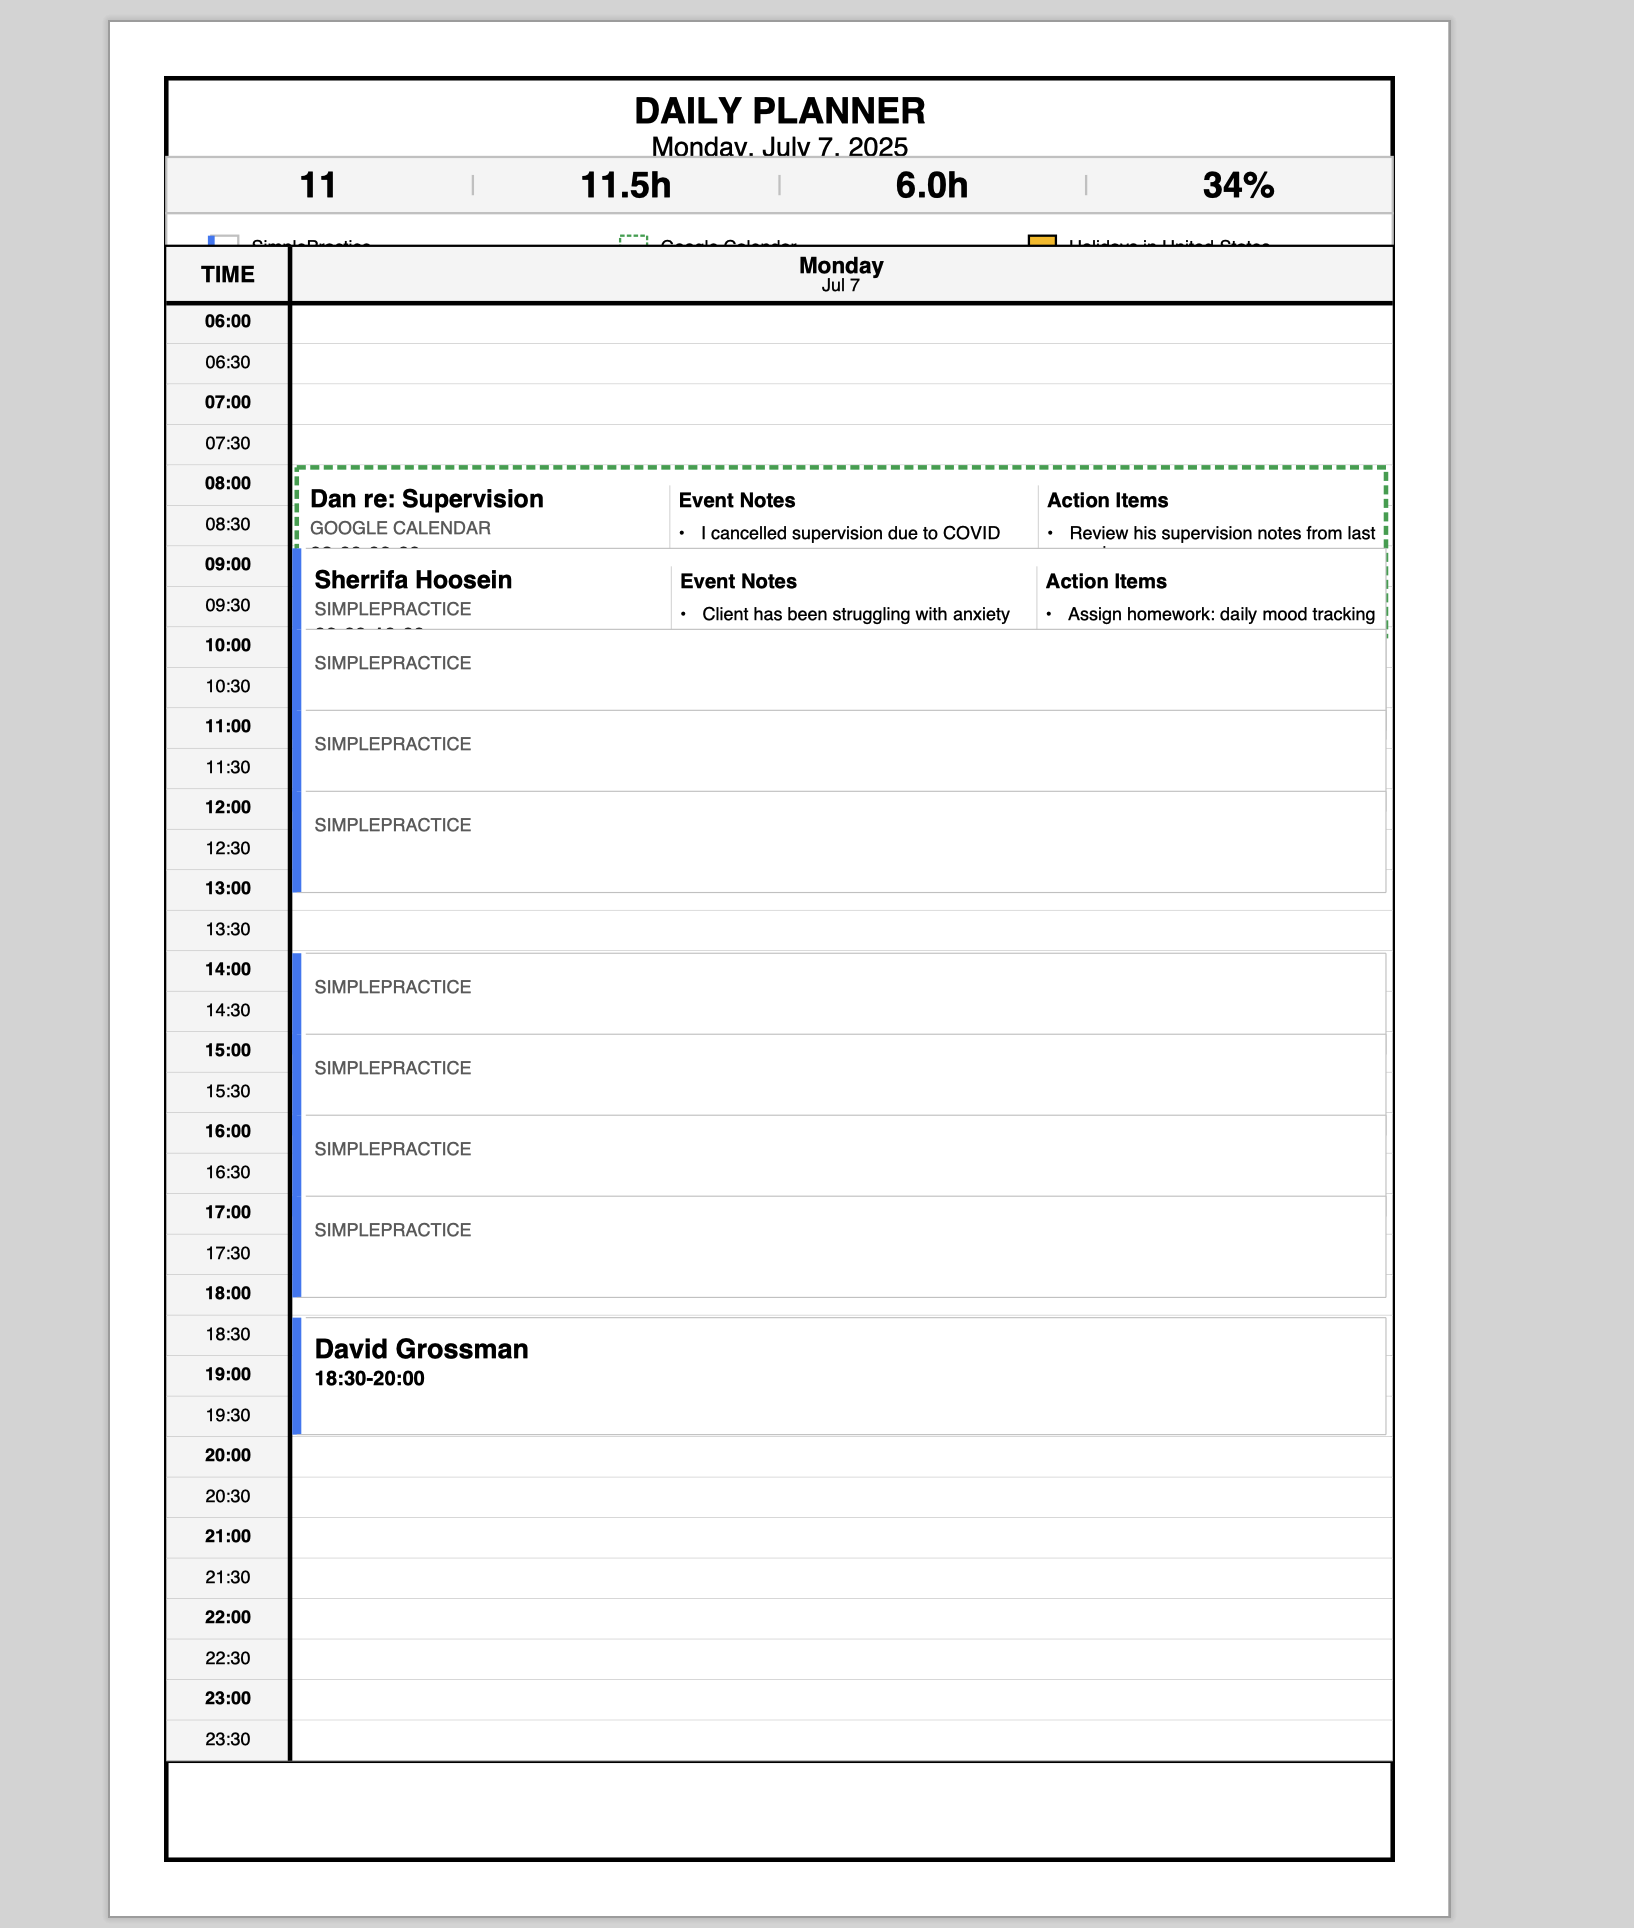 DAILY PLANNER
Monday, July 7, 2025
11 | 11.5h | 6.0h | 34%
SimplePractice Google Calendar Holidays in United States
TIME
Monday
Jul 7
06:00
06:30
07:00
07:30
08:00
Dan re: Supervision Event Notes Action Items
08:30
GOOGLE CALENDAR • I cancelled supervision due to COVID • Review his supervision notes from last
09:00
Sherrifa Hoosein Event Notes Action Items
09:30
SIMPLEPRACTICE • Client has been struggling with anxiety • Assign homework: daily mood tracking
10:00
SIMPLEPRACTICE
10:30
11:00
SIMPLEPRACTICE
11:30
12:00
SIMPLEPRACTICE
12:30
13:00
13:30
14:00
SIMPLEPRACTICE
14:30
15:00
SIMPLEPRACTICE
15:30
16:00
SIMPLEPRACTICE
16:30
17:00
SIMPLEPRACTICE
17:30
18:00
18:30
David Grossman
19:00
18:30-20:00
19:30
20:00
20:30
21:00
21:30
22:00
22:30
23:00
23:30